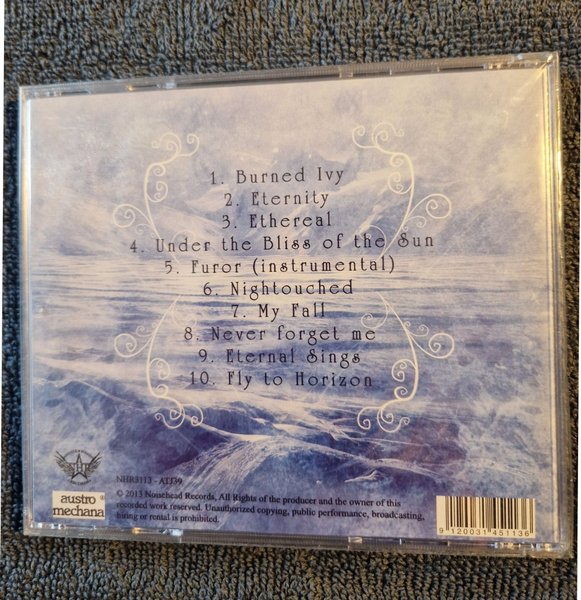 1. Burned Ivy
2. Eternity
3. Ethereal
4. Under the Bliss of the Sun
5. Furor (instrumental)
6. Nightouched
7. My Fall
8. Never forget me
9. Eternal Sings
10. Fly to Horizon
NHR3113 - ATJ39
© 2013 Noisehead Records, All Rights of the producer and the owner of this
recorded work reserved. Unauthorized copying, public performance, broadcasting,
hiring or rental is prohibited.
austro ®
mechana
9 120031 451136